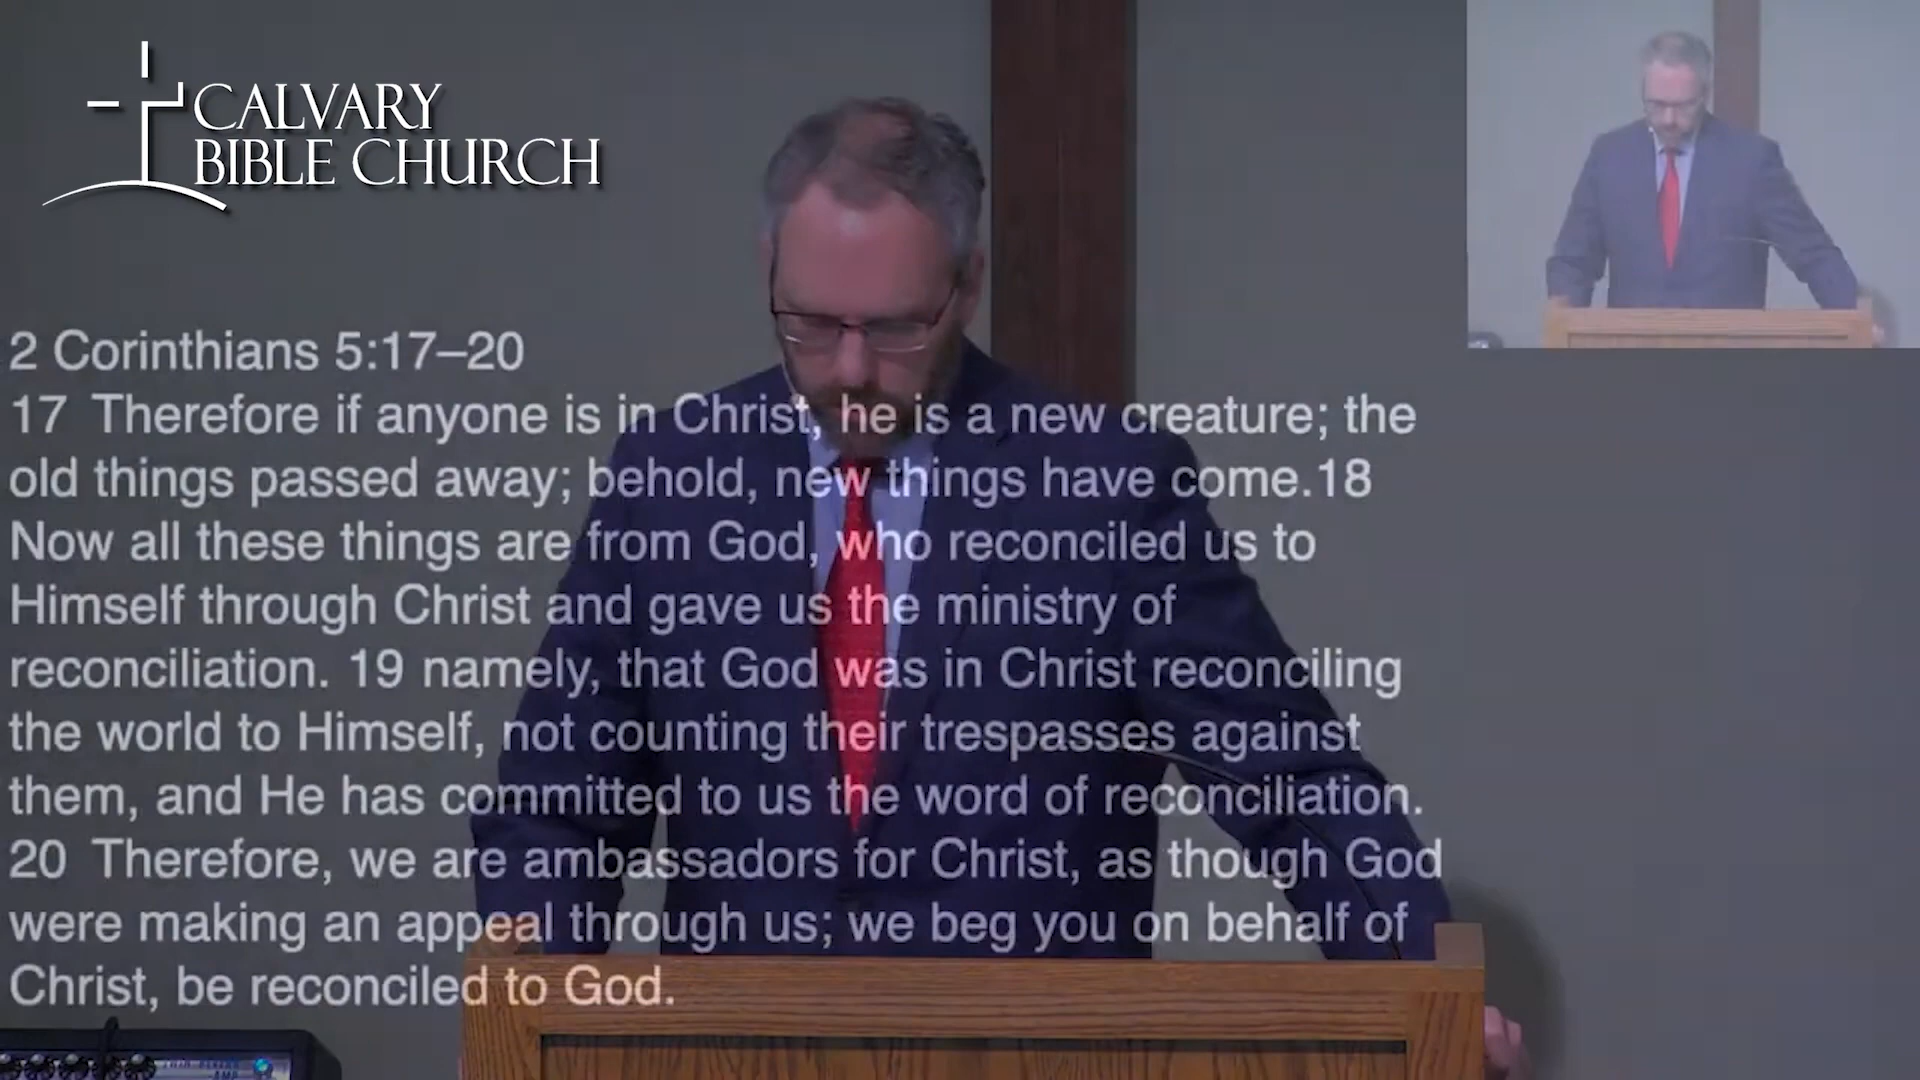 CALVARY
BIBLE CHURCH
2 Corinthians 5:17–20
17 Therefore if anyone is in Christ, he is a new creature; the
old things passed away; behold, new things have come.18
Now all these things are from God, who reconciled us to
Himself through Christ and gave us the ministry of
reconciliation. 19 namely, that God was in Christ reconciling
the world to Himself, not counting their trespasses against
them, and He has committed to us the word of reconciliation.
20 Therefore, we are ambassadors for Christ, as though God
were making an appeal through us; we beg you on behalf of
Christ, be reconciled to God.